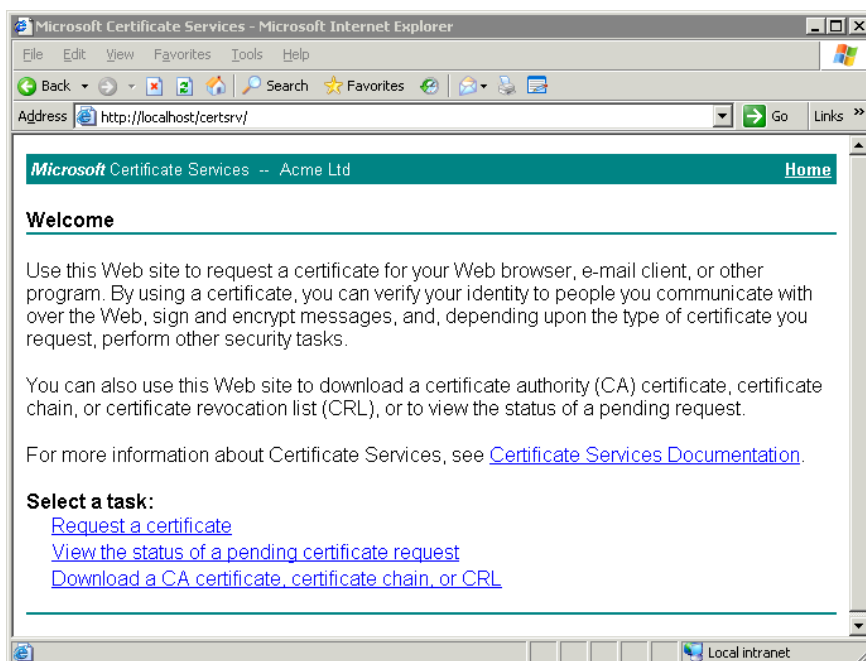 Microsoft Certificate Services - Microsoft Internet Explorer
File Edit View Favorites Tools Help
Back Search Favorites
Address http://localhost/certsrv/ Go Links »
Microsoft Certificate Services -- Acme Ltd Home
Welcome
Use this Web site to request a certificate for your Web browser, e-mail client, or other
program. By using a certificate, you can verify your identity to people you communicate with
over the Web, sign and encrypt messages, and, depending upon the type of certificate you
request, perform other security tasks.
You can also use this Web site to download a certificate authority (CA) certificate, certificate
chain, or certificate revocation list (CRL), or to view the status of a pending request.
For more information about Certificate Services, see Certificate Services Documentation.
Select a task:
Request a certificate
View the status of a pending certificate request
Download a CA certificate, certificate chain, or CRL
Local intranet